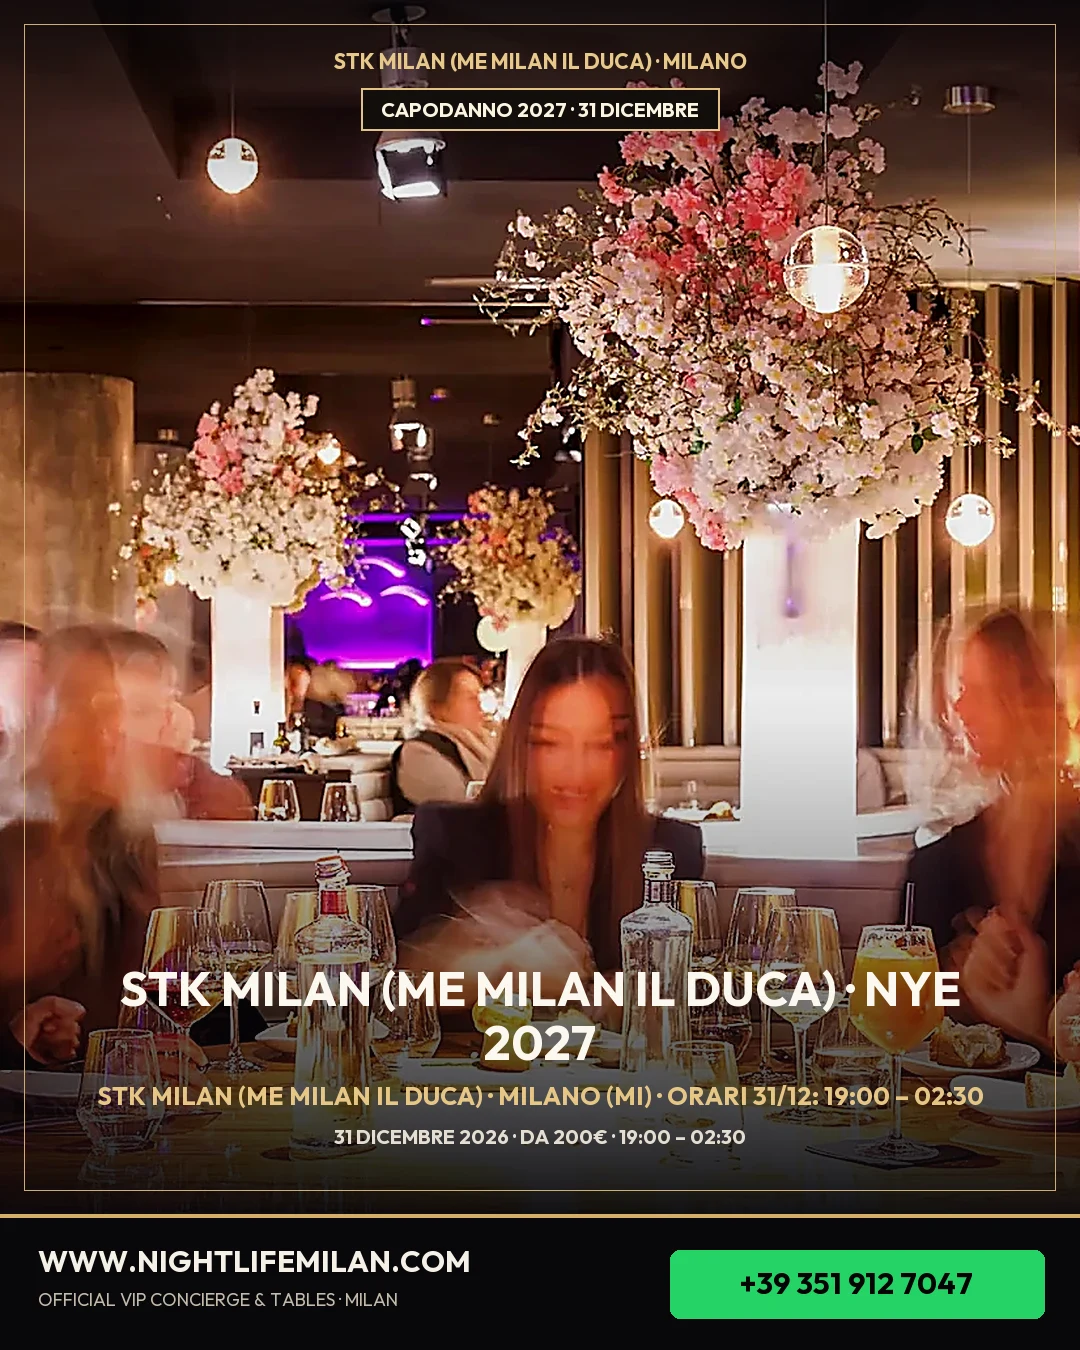 STK MILAN (ME MILAN IL DUCA) · MILANO
CAPODANNO 2027 · 31 DICEMBRE
STK MILAN (ME MILAN IL DUCA) · NYE
2027
STK MILAN (ME MILAN IL DUCA) · MILANO (MI) · ORARI 31/12: 19:00 – 02:30
31 DICEMBRE 2026 · DA 200€ · 19:00 – 02:30
WWW.NIGHTLIFEMILAN.COM
OFFICIAL VIP CONCIERGE & TABLES · MILAN
+39 351 912 7047